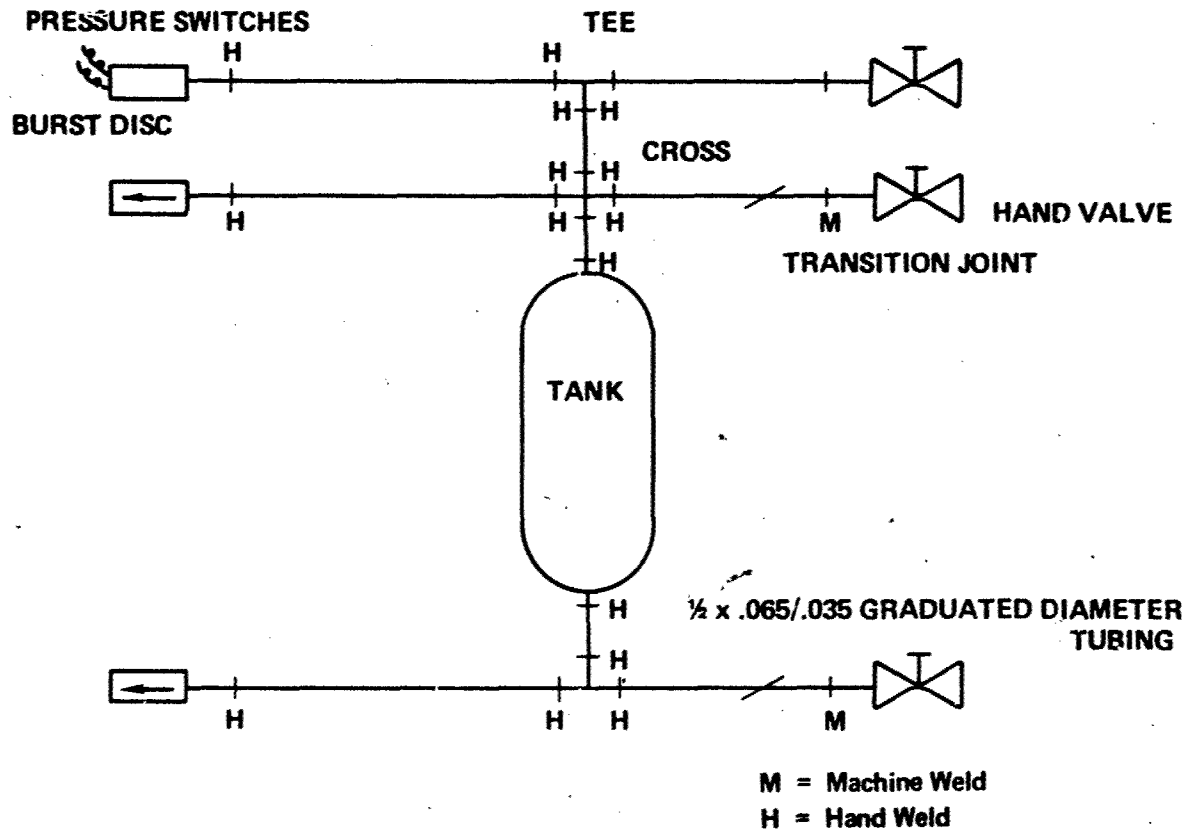 PRESSURE SWITCHES
TEE
H
H
BURST DISC
H H
CROSS
H H
H
H H
M
HAND VALVE
H
TRANSITION JOINT
TANK
H
½ x .065/.035 GRADUATED DIAMETER
TUBING
H
H
H
H
M
M = Machine Weld
H = Hand Weld